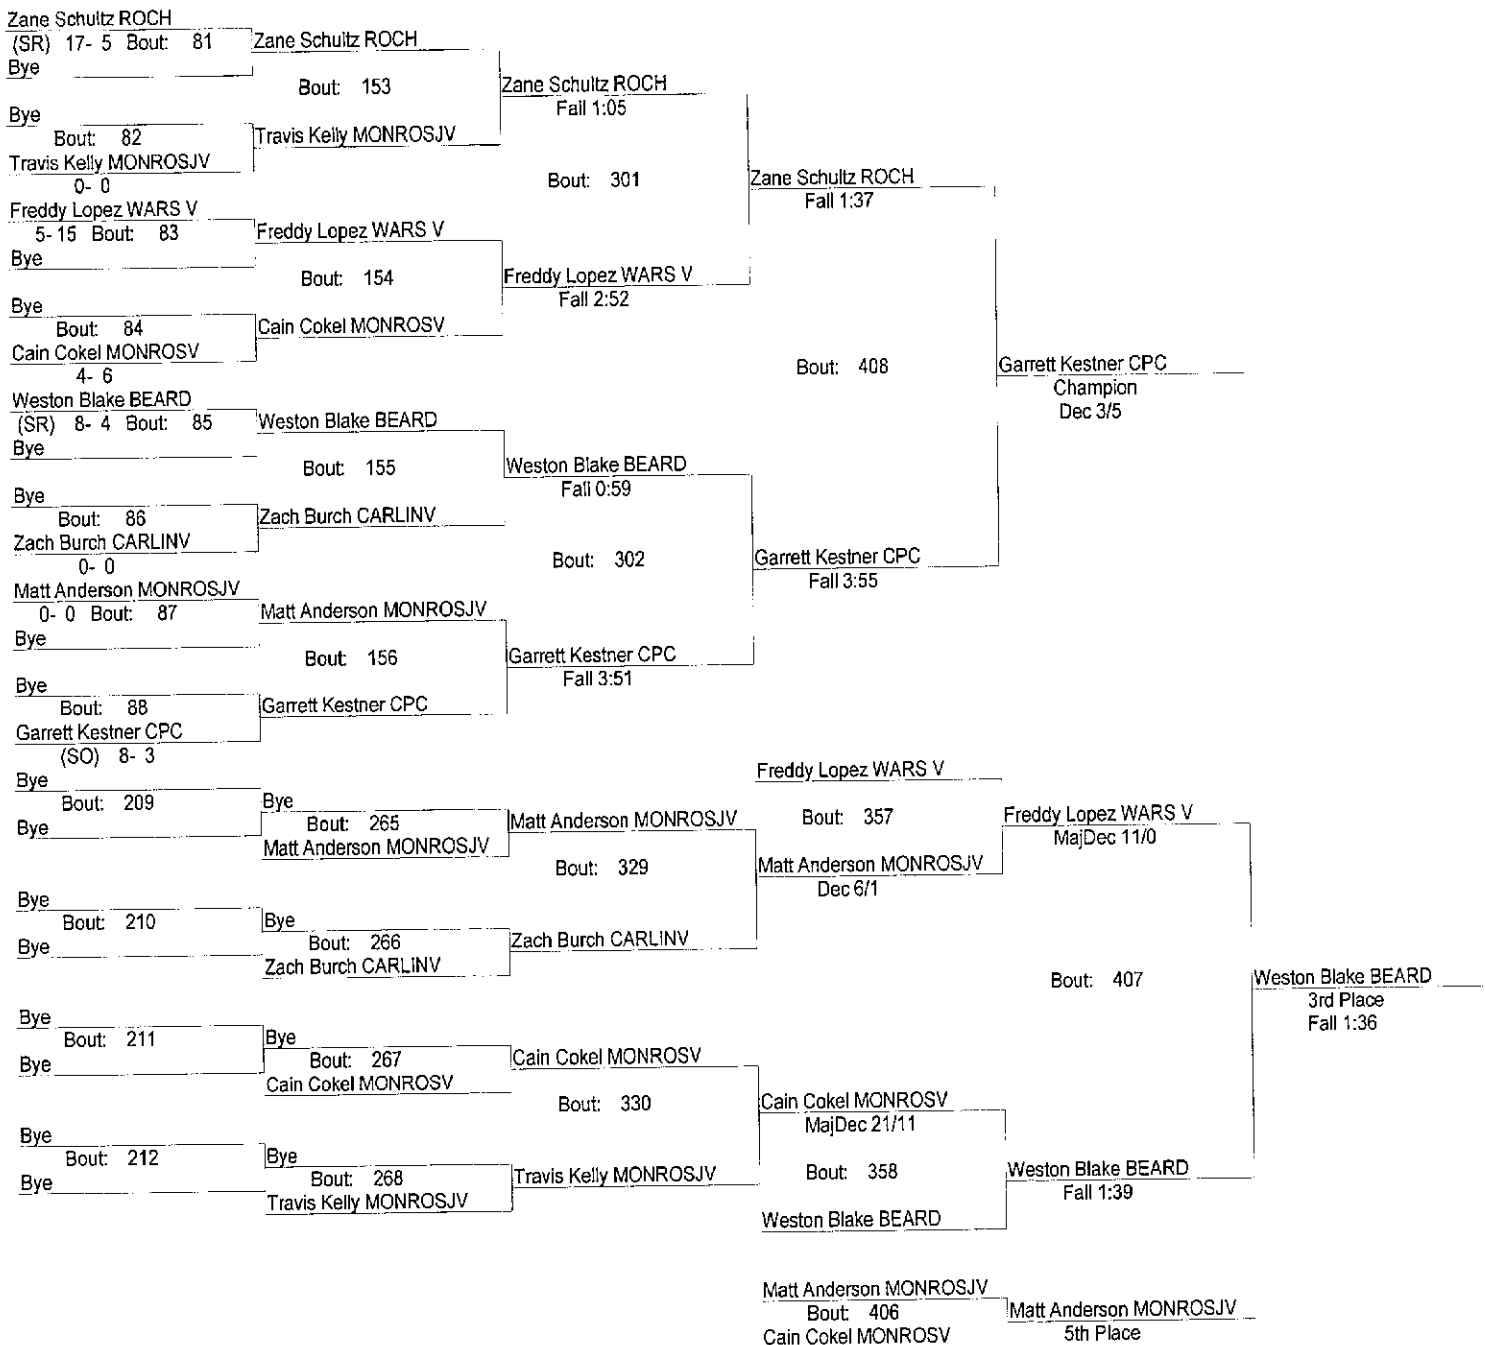 Zane Schultz ROCH
(SR) 17- 5 Bout: 81
Bye
Bye
Bout: 82
Travis Kelly MONROSJV
0- 0
Freddy Lopez WARS V
5- 15 Bout: 83
Bye
Bye
Bout: 84
Cain Cokel MONROSV
4- 6
Weston Blake BEARD
(SR) 8- 4 Bout: 85
Bye
Bye
Bout: 86
Zach Burch CARLINV
0- 0
Matt Anderson MONROSJV
0- 0 Bout: 87
Bye
Bye
Bout: 88
Garrett Kestner CPC
(SO) 8- 3
Zane Schultz ROCH
Bout: 153
Travis Kelly MONROSJV
Freddy Lopez WARS V
Bout: 154
Cain Cokel MONROSV
Weston Blake BEARD
Bout: 155
Zach Burch CARLINV
Matt Anderson MONROSJV
Bout: 156
Garrett Kestner CPC
Zane Schultz ROCH
Fall 1:05
Bout: 301
Freddy Lopez WARS V
Fall 2:52
Weston Blake BEARD
Fall 0:59
Bout: 302
Garrett Kestner CPC
Fall 3:51
Zane Schultz ROCH
Fall 1:37
Bout: 408
Garrett Kestner CPC
Fall 3:55
Garrett Kestner CPC
Champion
Dec 3/5
Bye
Bout: 209
Bye
Bye
Bout: 210
Bye
Bye
Bout: 211
Bye
Bye
Bout: 212
Bye
Bye
Bout: 265
Matt Anderson MONROSJV
Bye
Bout: 266
Zach Burch CARLINV
Bye
Bout: 267
Cain Cokel MONROSV
Bye
Bout: 268
Travis Kelly MONROSJV
Matt Anderson MONROSJV
Bout: 329
Zach Burch CARLINV
Cain Cokel MONROSV
Bout: 330
Travis Kelly MONROSJV
Freddy Lopez WARS V
Bout: 357
Matt Anderson MONROSJV
Dec 6/1
Cain Cokel MONROSV
MajDec 21/11
Bout: 358
Weston Blake BEARD
Freddy Lopez WARS V
MajDec 11/0
Bout: 407
Weston Blake BEARD
Fall 1:39
Weston Blake BEARD
3rd Place
Fall 1:36
Matt Anderson MONROSJV
Bout: 406
Cain Cokel MONROSV
Matt Anderson MONROSJV
5th Place